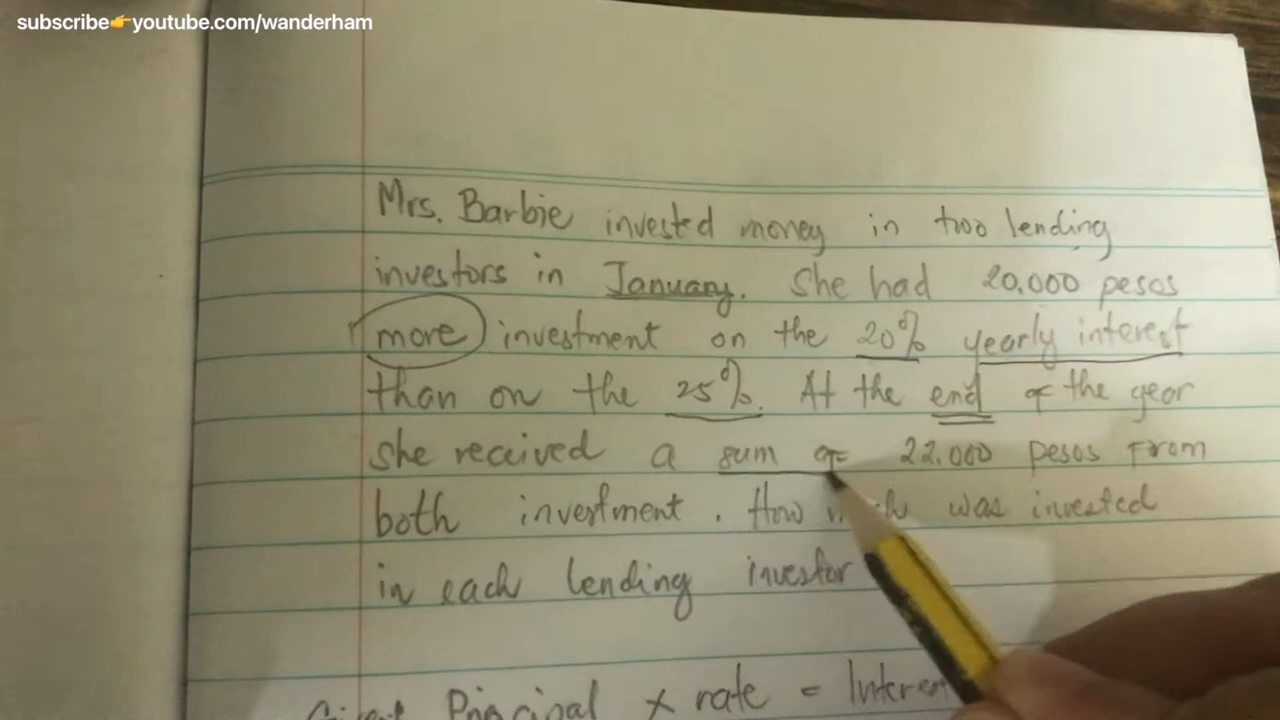 subscribe👉youtube.com/wanderham
Mrs. Barbie invested money in two lending
investors in January. She had 20,000 pesos
more investment on the 20% yearly interest
than on the 25%. At the end of the year
she received a sum of 22,000 pesos from
both investment. How was invested
in each lending investor
Principal x rate = Interest